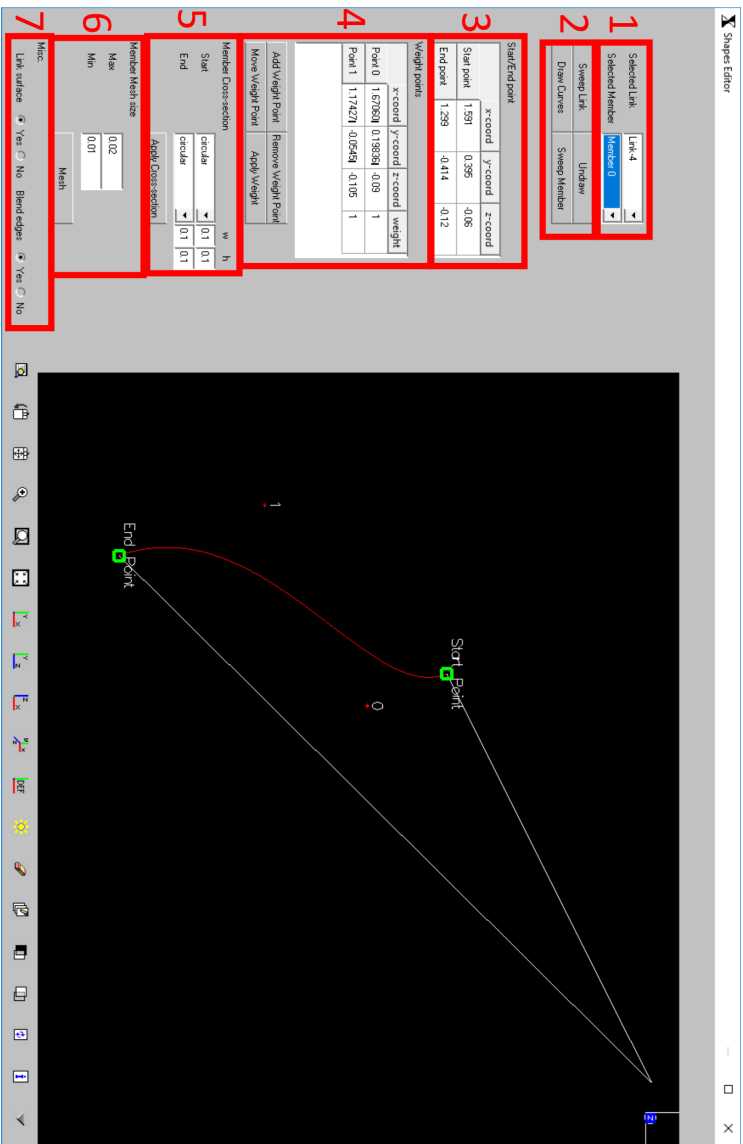 Shapes Editor
1
Selected Link
Link-4
Selected Member
Member 0
2
Sweep Link
Undraw
Draw Curves
Sweep Member
3
Start/End point
x-coord y-coord z-coord
Start point 1.591 0.395 -0.06
End point 1.299 -0.414 -0.12
4
Weight points
x-coord y-coord z-coord weight
Point 0 1.67060 0.19836 -0.09 1
Point 1 1.17427 -0.0545 -0.105 1
Add Weight Point Remove Weight Point
Move Weight Point Apply Weight
5
Member Cross-section
w h
Start circular 0.1 0.1
End circular 0.1 0.1
Apply Cross-section
6
Member Mesh size
Max 0.02
Min 0.01
Mesh
7
Misc.
Link surface Yes No Blend edges Yes No
Start Point
0
1
End Point
Y X
Y Z
Z X
DEF